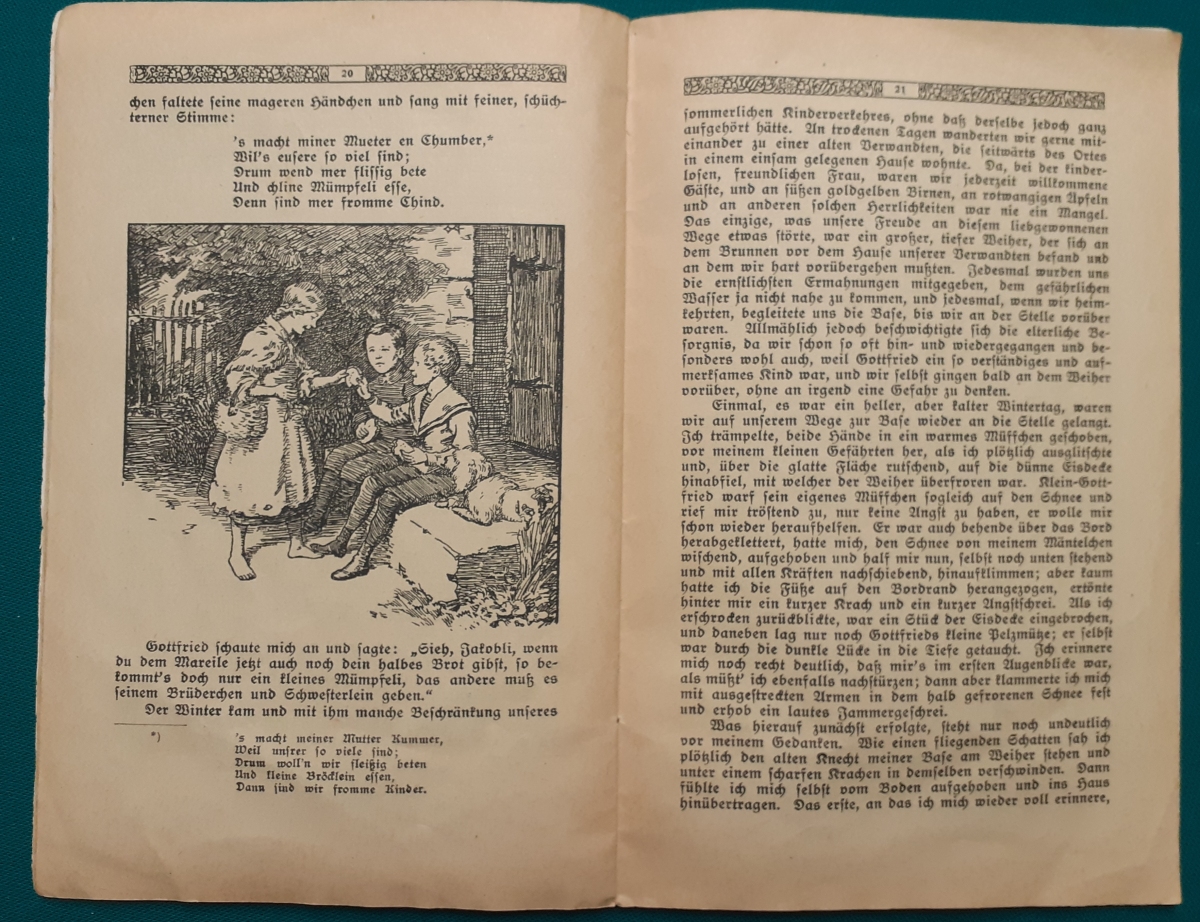 20
chen faltete seine mageren Händchen und sang mit feiner, schüch-
terner Stimme:
's macht miner Mueter en Chumber,*
Wil's eusere so viel sind;
Drum wend mer flissig bete
Und chline Mümpfeli esse,
Denn sind mer fromme Chind.
Gottfried schaute mich an und sagte: „Sieh, Jakobli, wenn
du dem Mareile jetzt auch noch dein halbes Brot gibst, so be-
kommt's doch nur ein kleines Mümpfeli, das andere muß es
seinem Brüderchen und Schwesterlein geben.“
Der Winter kam und mit ihm manche Beschränkung unseres
*) 's macht meiner Mutter Kummer,
Weil unsrer so viele sind;
Drum woll'n wir fleißig beten
Und kleine Bröcklein essen,
Dann sind wir fromme Kinder.
21
sommerlichen Kinderverkehres, ohne daß derselbe jedoch ganz
aufgehört hätte. An trockenen Tagen wanderten wir gerne mit-
einander zu einer alten Verwandten, die seitwärts des Ortes
in einem einsam gelegenen Hause wohnte. Da, bei der kinder-
losen, freundlichen Frau, waren wir jederzeit willkommene
Gäste, und an süßen goldgelben Birnen, an rotwangigen Äpfeln
und an anderen solchen Herrlichkeiten war nie ein Mangel.
Das einzige, was unsere Freude an diesem liebgewonnenen
Wege etwas störte, war ein großer, tiefer Weiher, der sich an
dem Brunnen vor dem Hause unserer Verwandten befand und
an dem wir hart vorübergehen mußten. Jedesmal wurden uns
die ernstlichsten Ermahnungen mitgegeben, dem gefährlichen
Wasser ja nicht nahe zu kommen, und jedesmal, wenn wir heim-
kehrten, begleitete uns die Base, bis wir an der Stelle vorüber
waren. Allmählich jedoch beschwichtigte sich die elterliche Be-
sorgnis, da wir schon so oft hin- und wiedergegangen und be-
sonders wohl auch, weil Gottfried ein so verständiges und auf-
merksames Kind war, und wir selbst gingen bald an dem Weiher
vorüber, ohne an irgend eine Gefahr zu denken.
Einmal, es war ein heller, aber kalter Wintertag, waren
wir auf unserem Wege zur Base wieder an die Stelle gelangt.
Ich trämpelte, beide Hände in ein warmes Müffchen geschoben,
vor meinem kleinen Gefährten her, als ich plötzlich ausglitschte
und, über die glatte Fläche rutschend, auf die dünne Eisdecke
hinabfiel, mit welcher der Weiher überfroren war. Klein-Gott-
fried warf sein eigenes Müffchen sogleich auf den Schnee und
rief mir tröstend zu, nur keine Angst zu haben, er wolle mir
schon wieder heraufhelfen. Er war auch behende über das Bord
herabgeklettert, hatte mich, den Schnee von meinem Mäntelchen
wischend, aufgehoben und half mir nun, selbst noch unten stehend
und mit allen Kräften nachschiebend, hinaufklimmen; aber kaum
hatte ich die Füße auf den Bordrand herangezogen, ertönte
hinter mir ein kurzer Krach und ein kurzer Angstschrei. Als ich
erschrocken zurückblickte, war ein Stück der Eisdecke eingebrochen,
und daneben lag nur noch Gottfrieds kleine Pelzmütze; er selbst
war durch die dunkle Lücke in die Tiefe getaucht. Ich erinnere
mich noch recht deutlich, daß mir's im ersten Augenblicke war,
als müßt' ich ebenfalls nachstürzen; dann aber klammerte ich mich
mit ausgestreckten Armen in dem halb gefrorenen Schnee fest
und erhob ein lautes Jammergeschrei.
Was hierauf zunächst erfolgte, steht nur noch undeutlich
vor meinem Gedanken. Wie einen fliegenden Schatten sah ich
plötzlich den alten Knecht meiner Base am Weiher stehen und
unter einem scharfen Krachen in demselben verschwinden. Dann
fühlte ich mich selbst vom Boden aufgehoben und ins Haus
hinübertragen. Das erste, an das ich mich wieder voll erinnere,